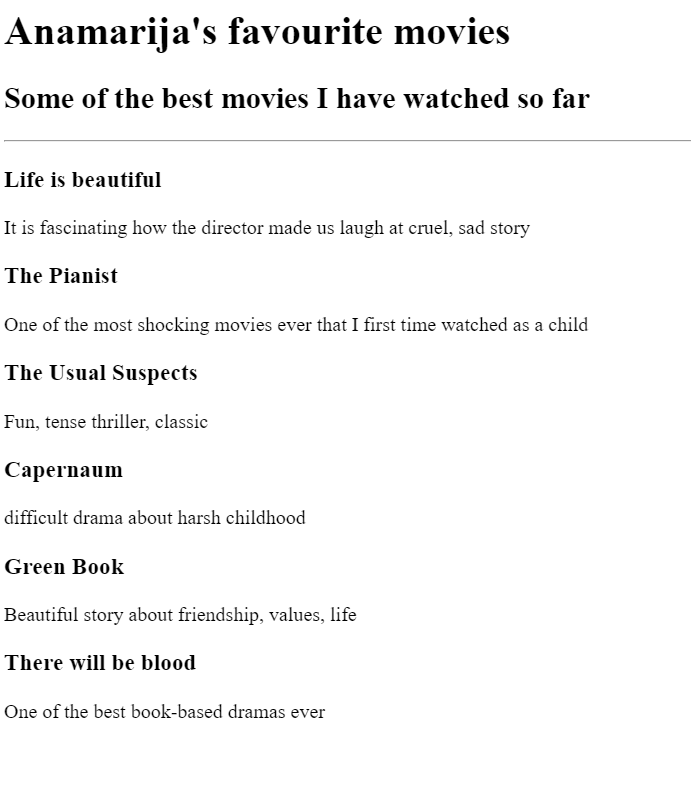 Anamarija's favourite movies
Some of the best movies I have watched so far
Life is beautiful
It is fascinating how the director made us laugh at cruel, sad story
The Pianist
One of the most shocking movies ever that I first time watched as a child
The Usual Suspects
Fun, tense thriller, classic
Capernaum
difficult drama about harsh childhood
Green Book
Beautiful story about friendship, values, life
There will be blood
One of the best book-based dramas ever